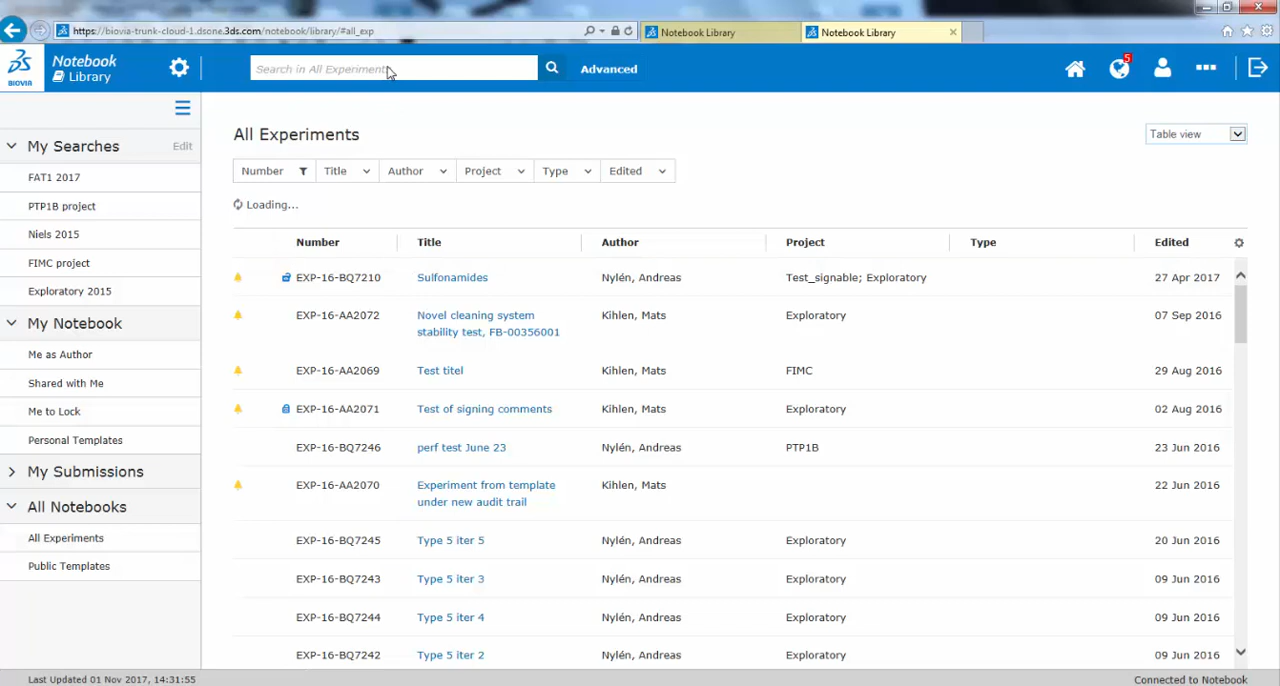 https://biovia-trunk-cloud-1.dsone.3ds.com/notebook/library/#all_exp
Notebook Library
Notebook Library
BIOVIA
Notebook
Library
Search in All Experiments
Advanced
5
My Searches Edit
FAT1 2017
PTP1B project
Niels 2015
FIMC project
Exploratory 2015
My Notebook
Me as Author
Shared with Me
Me to Lock
Personal Templates
My Submissions
All Notebooks
All Experiments
Public Templates
All Experiments
Table view
Number Title Author Project Type Edited
Loading...
Number Title Author Project Type Edited
EXP-16-BQ7210 Sulfonamides Nylén, Andreas Test_signable; Exploratory 27 Apr 2017
EXP-16-AA2072 Novel cleaning system Kihlen, Mats Exploratory 07 Sep 2016
stability test, FB-00356001
EXP-16-AA2069 Test titel Kihlen, Mats FIMC 29 Aug 2016
EXP-16-AA2071 Test of signing comments Kihlen, Mats Exploratory 02 Aug 2016
EXP-16-BQ7246 perf test June 23 Nylén, Andreas PTP1B 23 Jun 2016
EXP-16-AA2070 Experiment from template Kihlen, Mats 22 Jun 2016
under new audit trail
EXP-16-BQ7245 Type 5 iter 5 Nylén, Andreas Exploratory 20 Jun 2016
EXP-16-BQ7243 Type 5 iter 3 Nylén, Andreas Exploratory 09 Jun 2016
EXP-16-BQ7244 Type 5 iter 4 Nylén, Andreas Exploratory 09 Jun 2016
EXP-16-BQ7242 Type 5 iter 2 Nylén, Andreas Exploratory 09 Jun 2016
Last Updated 01 Nov 2017, 14:31:55
Connected to Notebook